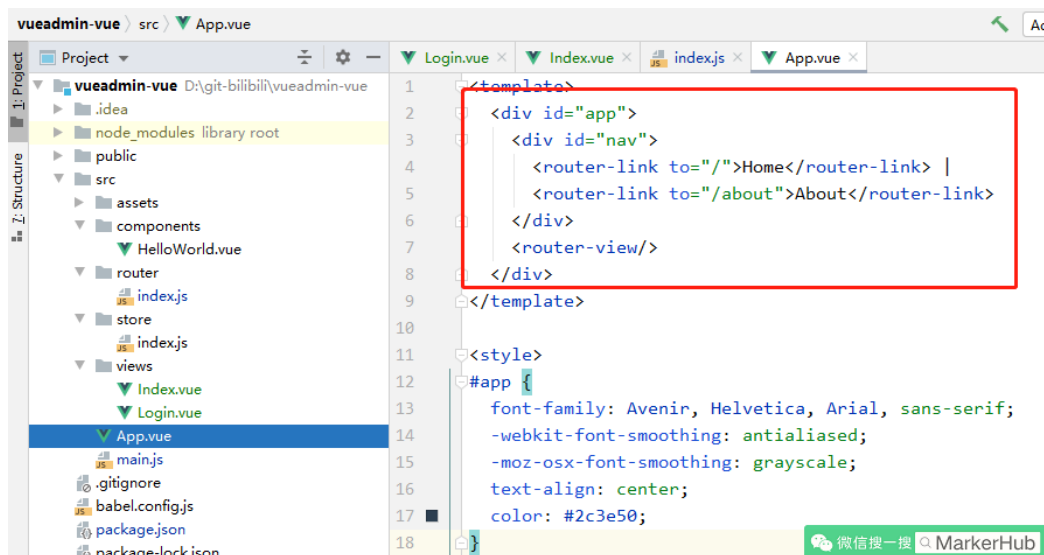 vueadmin-vue 〉 src 〉 App.vue
Project
Login.vue
Index.vue
index.js
App.vue
1: Project
7: Structure
vueadmin-vue D:\git-bilibili\vueadmin-vue
.idea
node_modules library root
public
src
assets
components
HelloWorld.vue
router
index.js
store
index.js
views
Index.vue
Login.vue
App.vue
main.js
.gitignore
babel.config.js
package.json
package-lock.json
1 <template>
2 <div id="app">
3 <div id="nav">
4 <router-link to="/">Home</router-link> |
5 <router-link to="/about">About</router-link>
6 </div>
7 <router-view/>
8 </div>
9 </template>
10
11 <style>
12 #app {
13 font-family: Avenir, Helvetica, Arial, sans-serif;
14 -webkit-font-smoothing: antialiased;
15 -moz-osx-font-smoothing: grayscale;
16 text-align: center;
17 color: #2c3e50;
18 }
微信搜一搜 MarkerHub